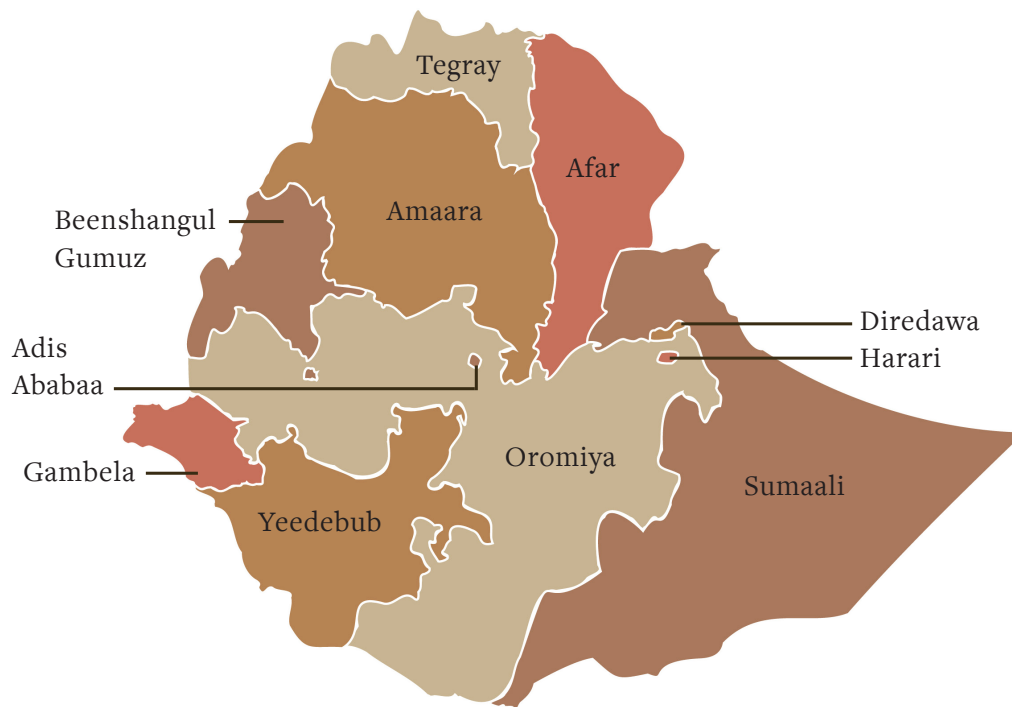 Tegray
Afar
Amaara
Beenshangul
Gumuz
Diredawa
Adis
Ababaa
Harari
Oromiya
Gambela
Sumaali
Yeedebub